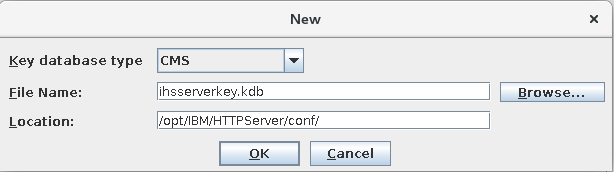 New
Key database type CMS
File Name: ihsserverkey.kdb Browse...
Location: /opt/IBM/HTTPServer/conf/
OK Cancel